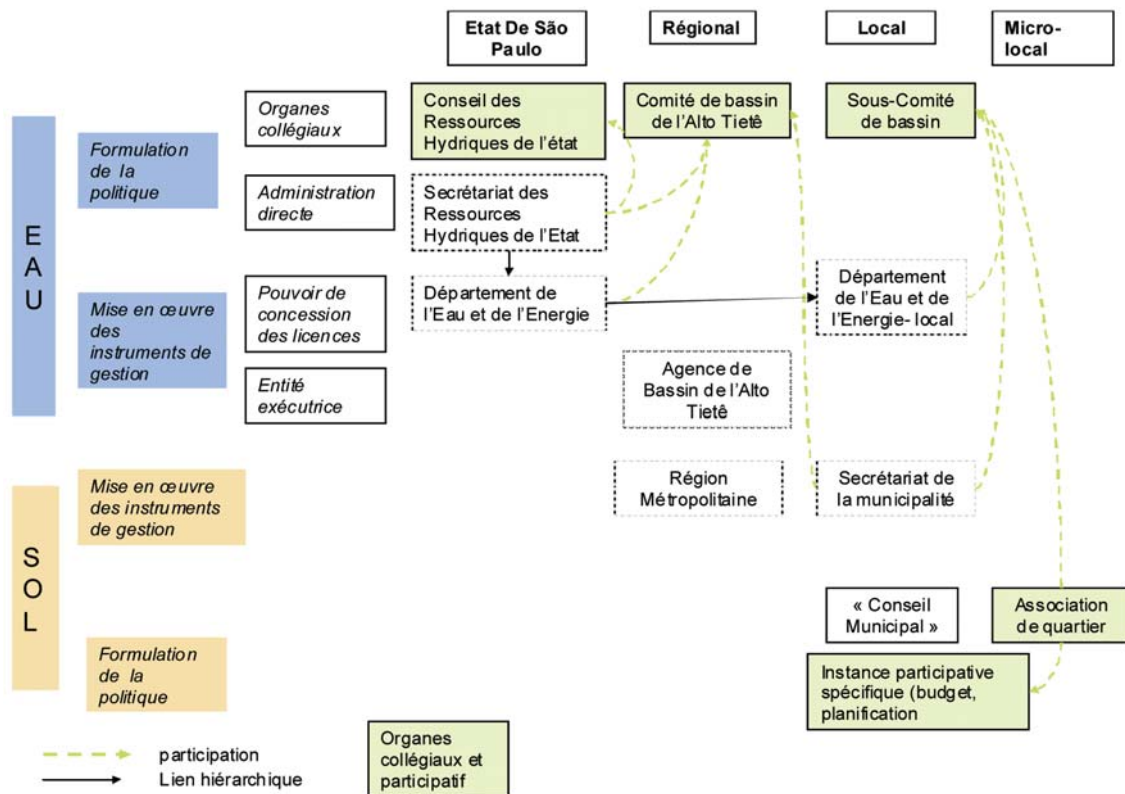 Etat De São
Paulo
Régional
Local
Micro-
local
EAU
Formulation
de la
politique
Organes
collégiaux
Conseil des
Ressources
Hydriques de l'état
Comité de bassin
de l'Alto Tietê
Sous-Comité
de bassin
Administration
directe
Secrétariat des
Ressources
Hydriques de l'Etat
Mise en œuvre
des
instruments de
gestion
Pouvoir de
concession
des licences
Département de
l'Eau et de l'Energie
Département
de l'Eau et de
l'Energie- local
Entité
exécutrice
Agence de
Bassin de l'Alto
Tietê
SOL
Mise en œuvre
des instruments
de gestion
Région
Métropolitaine
Secrétariat de
la municipalité
Formulation
de la
politique
« Conseil
Municipal »
Association
de quartier
Instance participative
spécifique (budget,
planification
participation
Lien hiérarchique
Organes
collégiaux et
participatif